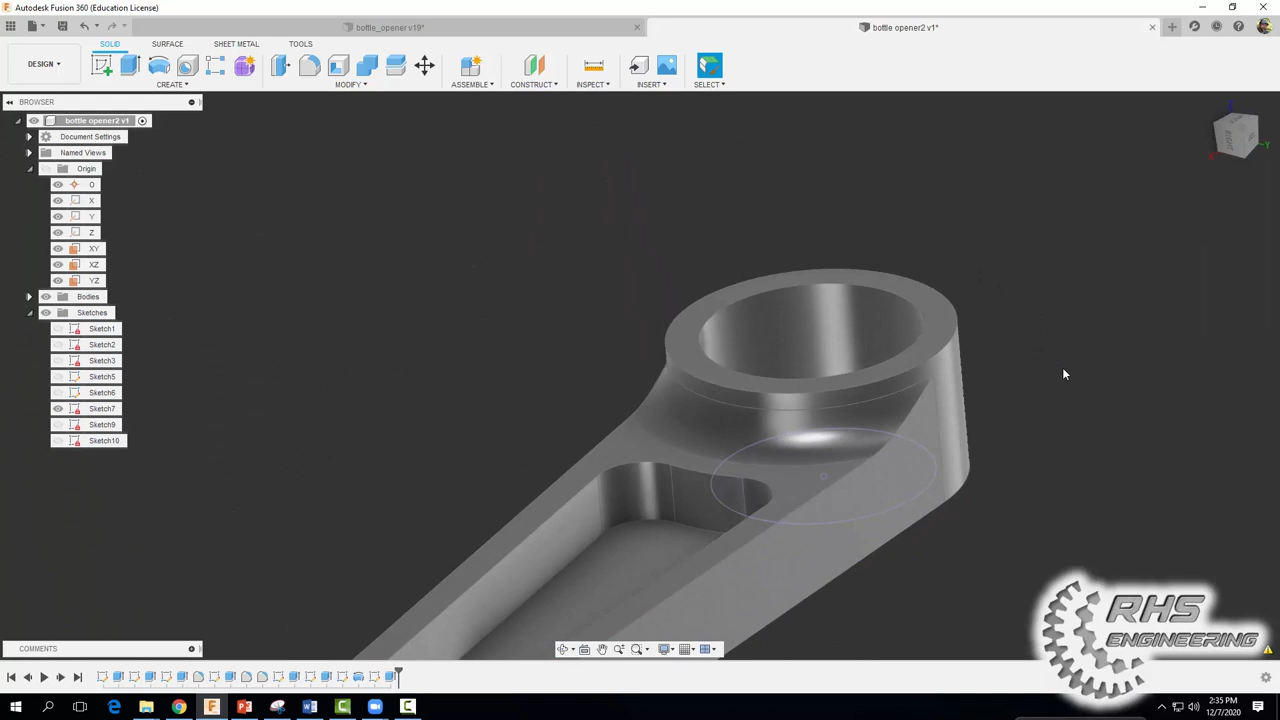 Autodesk Fusion 360 (Education License)
bottle_opener v19*
bottle opener2 v1*
SOLID SURFACE SHEET METAL TOOLS
DESIGN
CREATE MODIFY ASSEMBLE CONSTRUCT INSPECT INSERT SELECT
BROWSER
bottle opener2 v1
Document Settings
Named Views
Origin
O
X
Y
Z
XY
XZ
YZ
Bodies
Sketches
Sketch1
Sketch2
Sketch3
Sketch5
Sketch6
Sketch7
Sketch9
Sketch10
RIGHT
Z
Y
X
COMMENTS
RHS
ENGINEERING
2:35 PM
12/7/2020